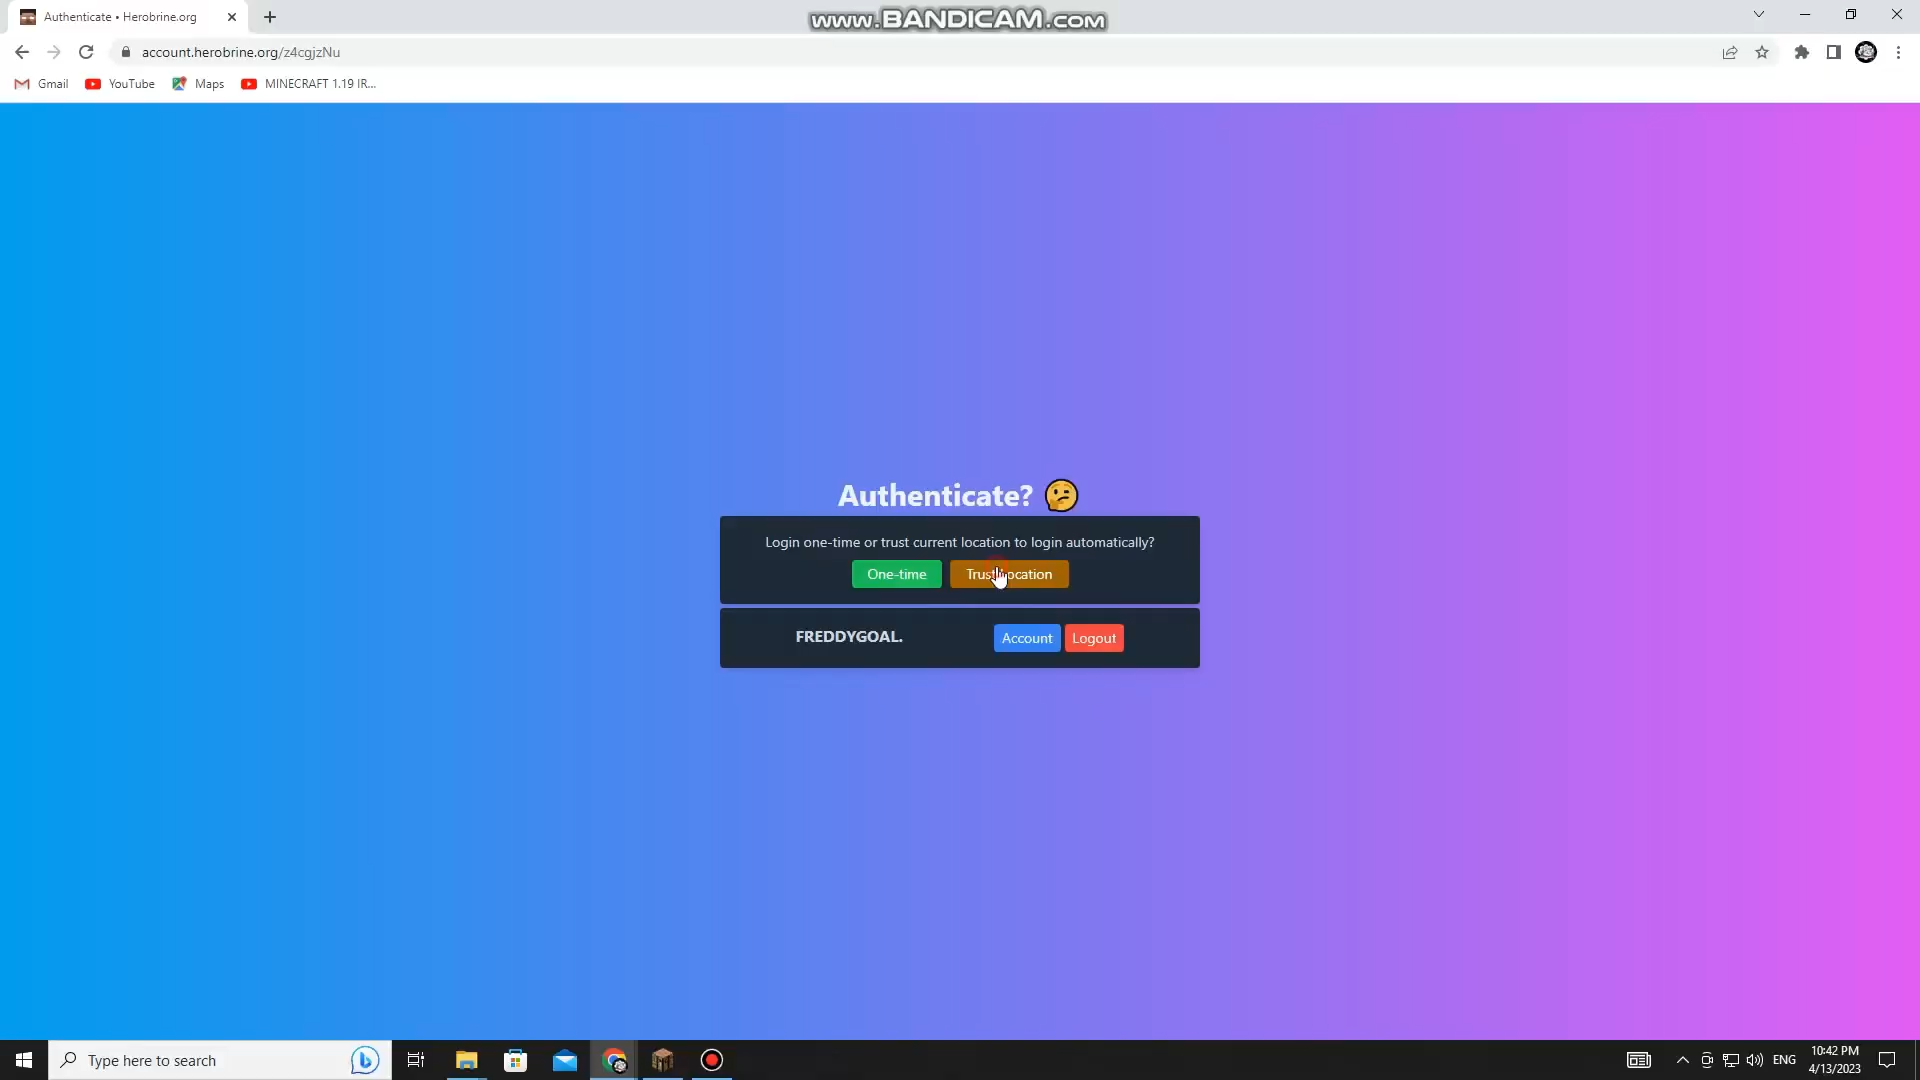 Authenticate • Herobrine.org
www.BANDICAM.com
account.herobrine.org/z4cgjzNu
Gmail YouTube Maps MINECRAFT 1.19 IR...
Authenticate? 🤔
Login one-time or trust current location to login automatically?
One-time Trust location
FREDDYGOAL. Account Logout
Type here to search
ENG
10:42 PM
4/13/2023